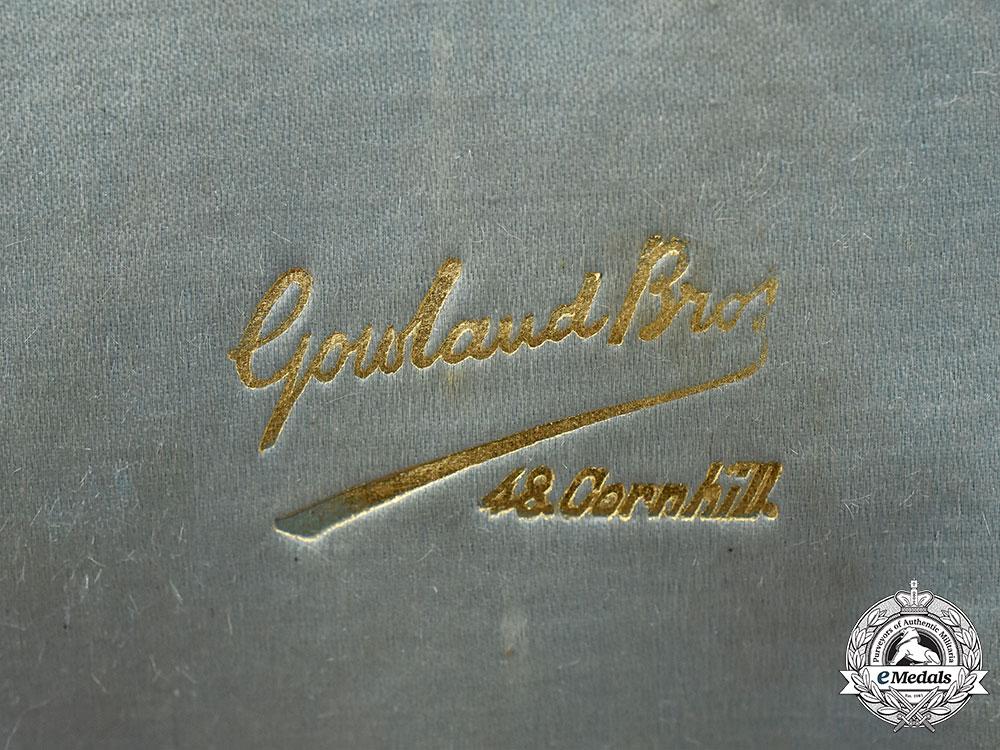 Gowland Bros
48 Cornhill.
Purveyors of Authentic Militaria
eMedals